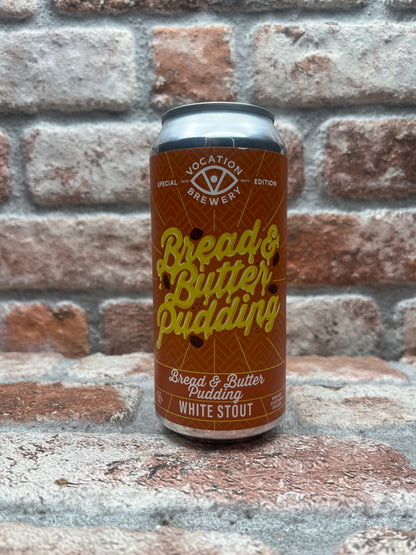 VOCATION
BREWERY
SPECIAL EDITION
Bread &
Butter
Pudding
Bread & Butter
Pudding
WHITE STOUT